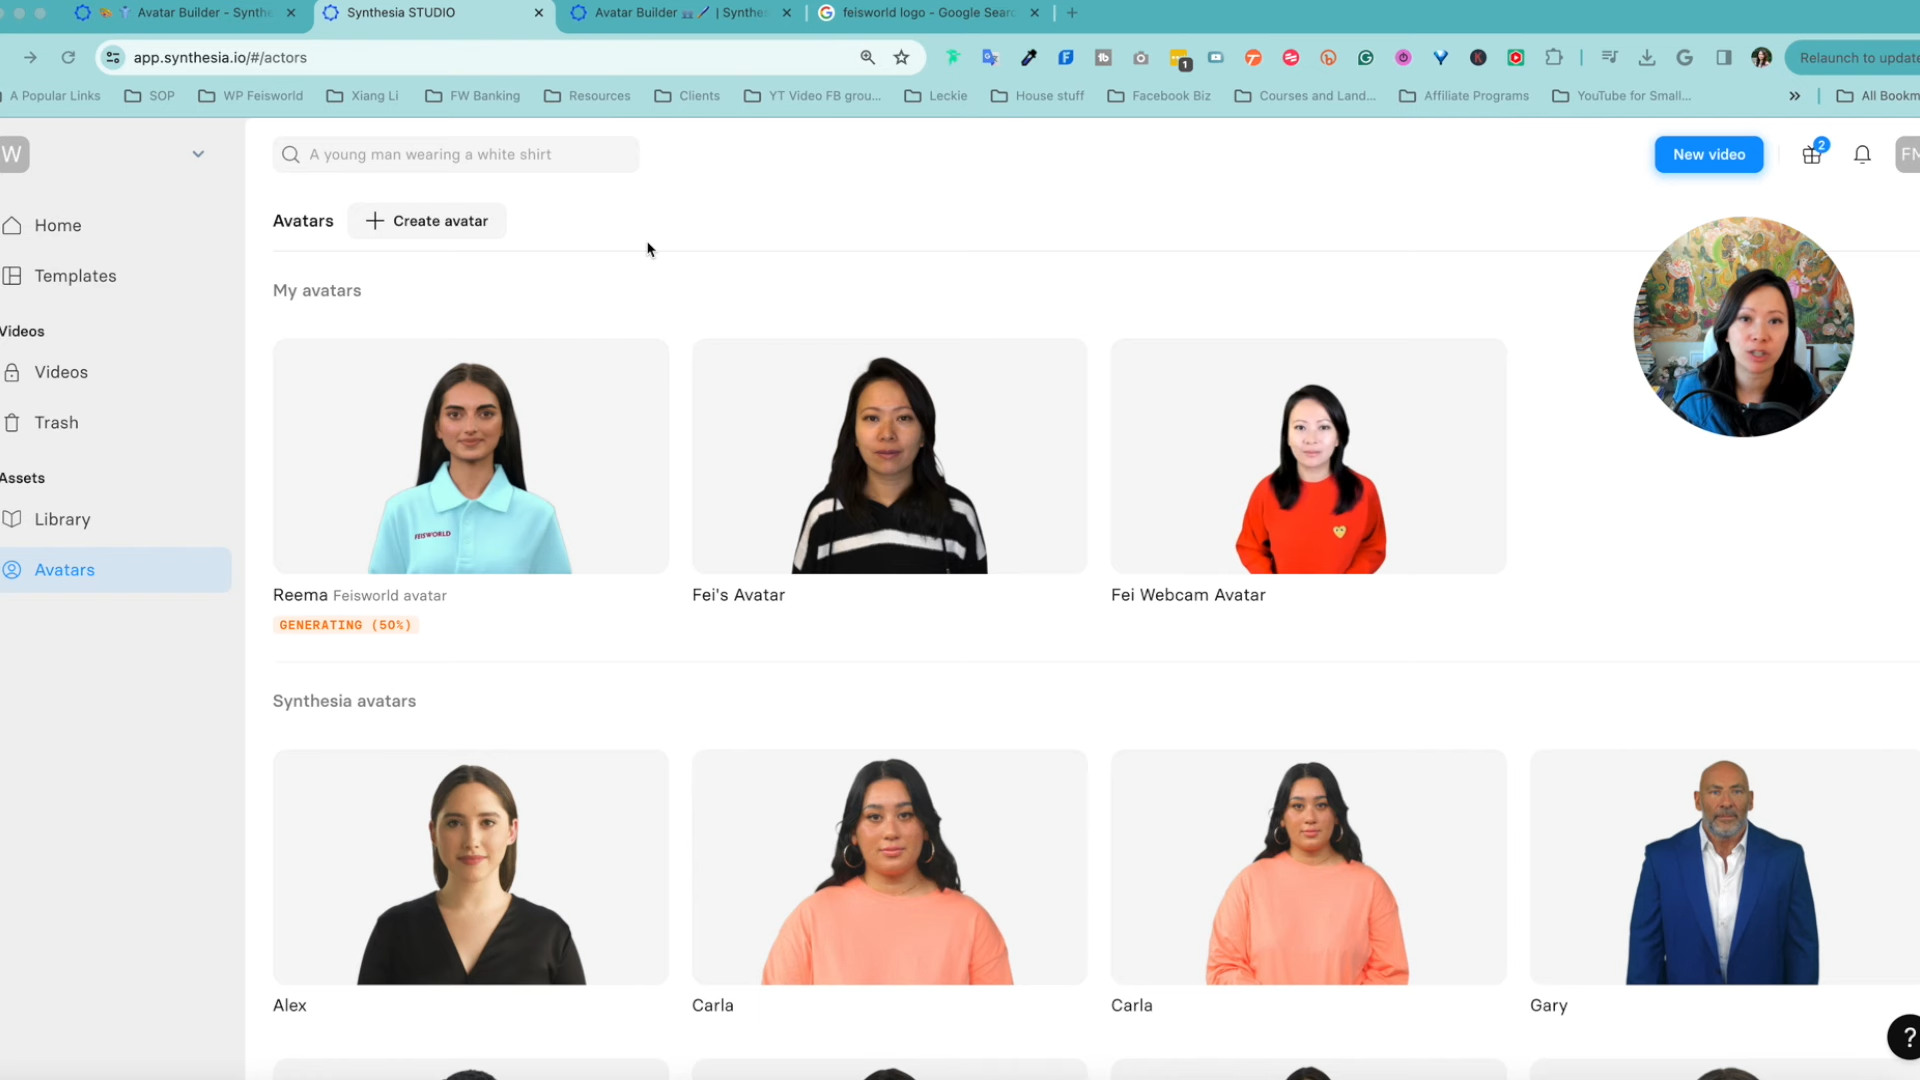 Avatar Builder - Synthe
Synthesia STUDIO
Avatar Builder | Synthes
feisworld logo - Google Searc
app.synthesia.io/#/actors
1
Relaunch to update
A Popular Links
SOP
WP Feisworld
Xiang Li
FW Banking
Resources
Clients
YT Video FB grou...
Leckie
House stuff
Facebook Biz
Courses and Land...
Affiliate Programs
YouTube for Small...
All Bookm
W
A young man wearing a white shirt
New video
2
FM
Home
Templates
Videos
Videos
Trash
Assets
Library
Avatars
Avatars
Create avatar
My avatars
FEISWORLD
Reema Feisworld avatar
GENERATING (50%)
Fei's Avatar
Fei Webcam Avatar
Synthesia avatars
Alex
Carla
Carla
Gary
?